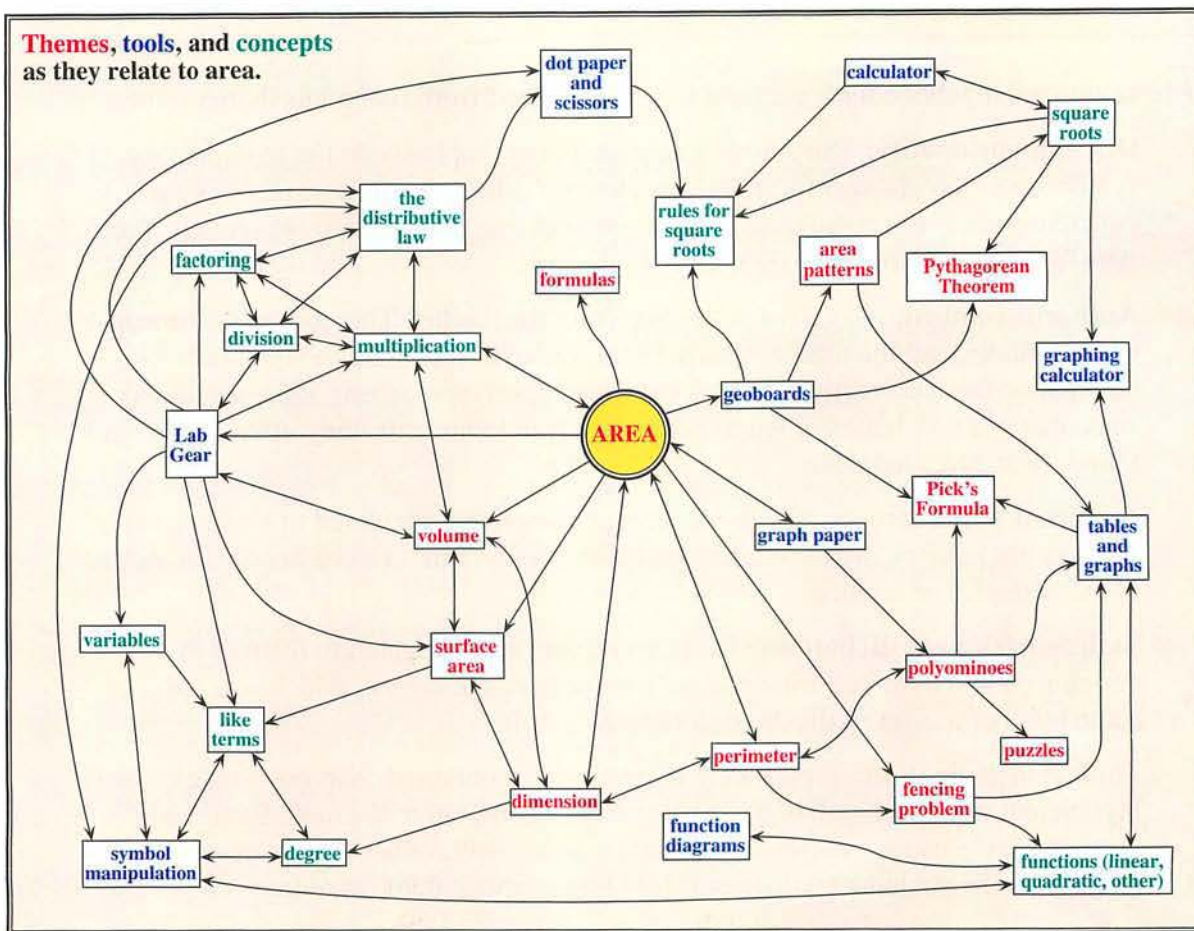 Themes, tools, and concepts
as they relate to area.
dot paper
and
scissors
calculator
square
roots
the
distributive
law
rules for
square
roots
area
patterns
Pythagorean
Theorem
factoring
formulas
division
multiplication
graphing
calculator
geoboards
Lab
Gear
AREA
Pick's
Formula
volume
graph paper
tables
and
graphs
variables
surface
area
polyominoes
like
terms
perimeter
puzzles
dimension
fencing
problem
function
diagrams
symbol
manipulation
degree
functions (linear,
quadratic, other)